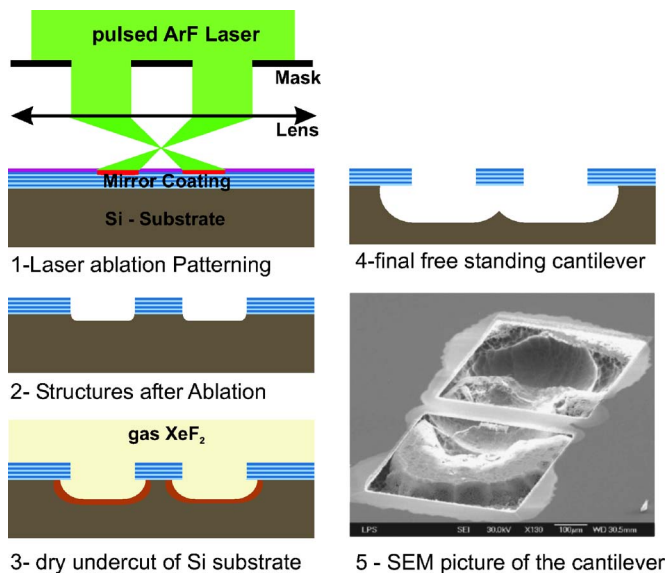 pulsed ArF Laser
Mask
Lens
Mirror Coating
Si - Substrate
1-Laser ablation Patterning
2- Structures after Ablation
gas XeF₂
3- dry undercut of Si substrate
4-final free standing cantilever
LPS SEI 30.0kV X130 100μm WD 30.5mm
5 - SEM picture of the cantilever